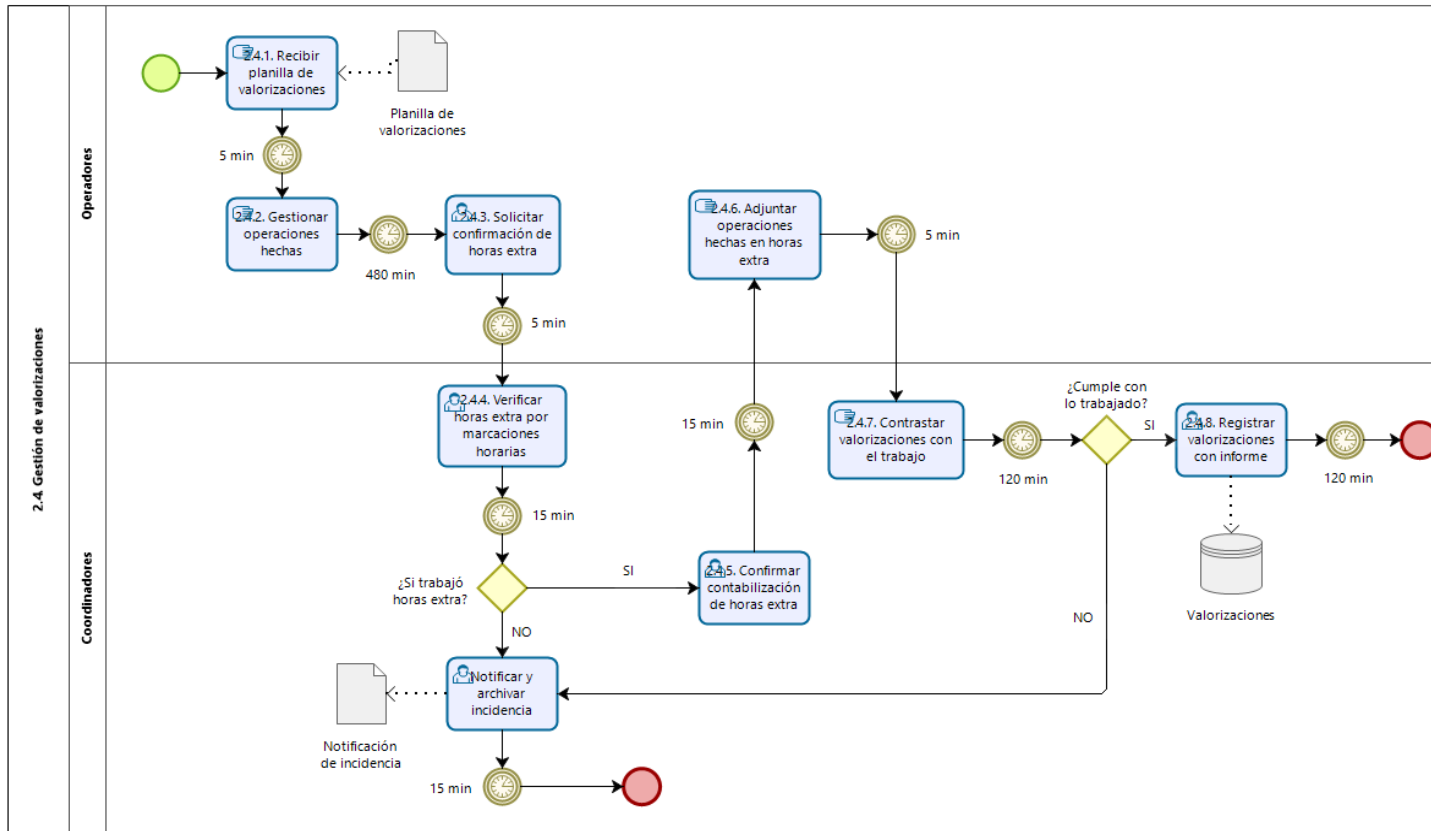 2.4. Gestión de valorizaciones
Operadores
2.4.1. Recibir
planilla de
valorizaciones
Planilla de
valorizaciones
5 min
2.4.2. Gestionar
operaciones
hechas
480 min
2.4.3. Solicitar
confirmación de
horas extra
5 min
2.4.6. Adjuntar
operaciones
hechas en horas
extra
5 min
Coordinadores
2.4.4. Verificar
horas extra por
marcaciones
horarias
15 min
¿Si trabajó
horas extra?
SI
NO
2.4.5. Confirmar
contabilización
de horas extra
15 min
2.4.7. Contrastar
valorizaciones con
el trabajo
120 min
¿Cumple con
lo trabajado?
SI
NO
2.4.8. Registrar
valorizaciones
con informe
120 min
Valorizaciones
Notificar y
archivar
incidencia
Notificación
de incidencia
15 min